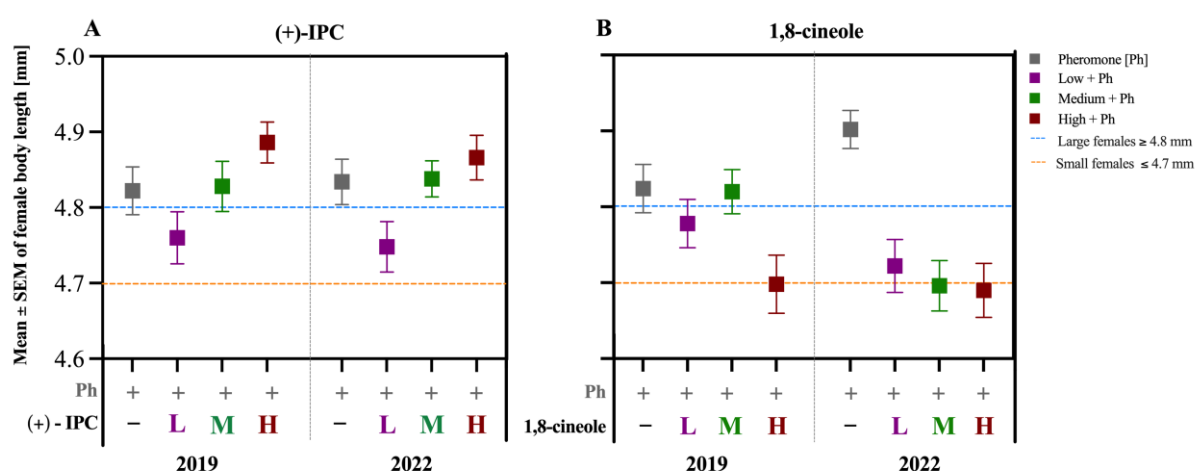 A
(+)-IPC
B
1,8-cineole
Mean ± SEM of female body length [mm]
5.0
4.9
4.8
4.7
4.6
Pheromone [Ph]
Low + Ph
Medium + Ph
High + Ph
Large females ≥ 4.8 mm
Small females ≤ 4.7 mm
Ph + + + + + + + +
(+) - IPC – L M H – L M H
2019 2022
Ph + + + + + + + +
1,8-cineole – L M H – L M H
2019 2022